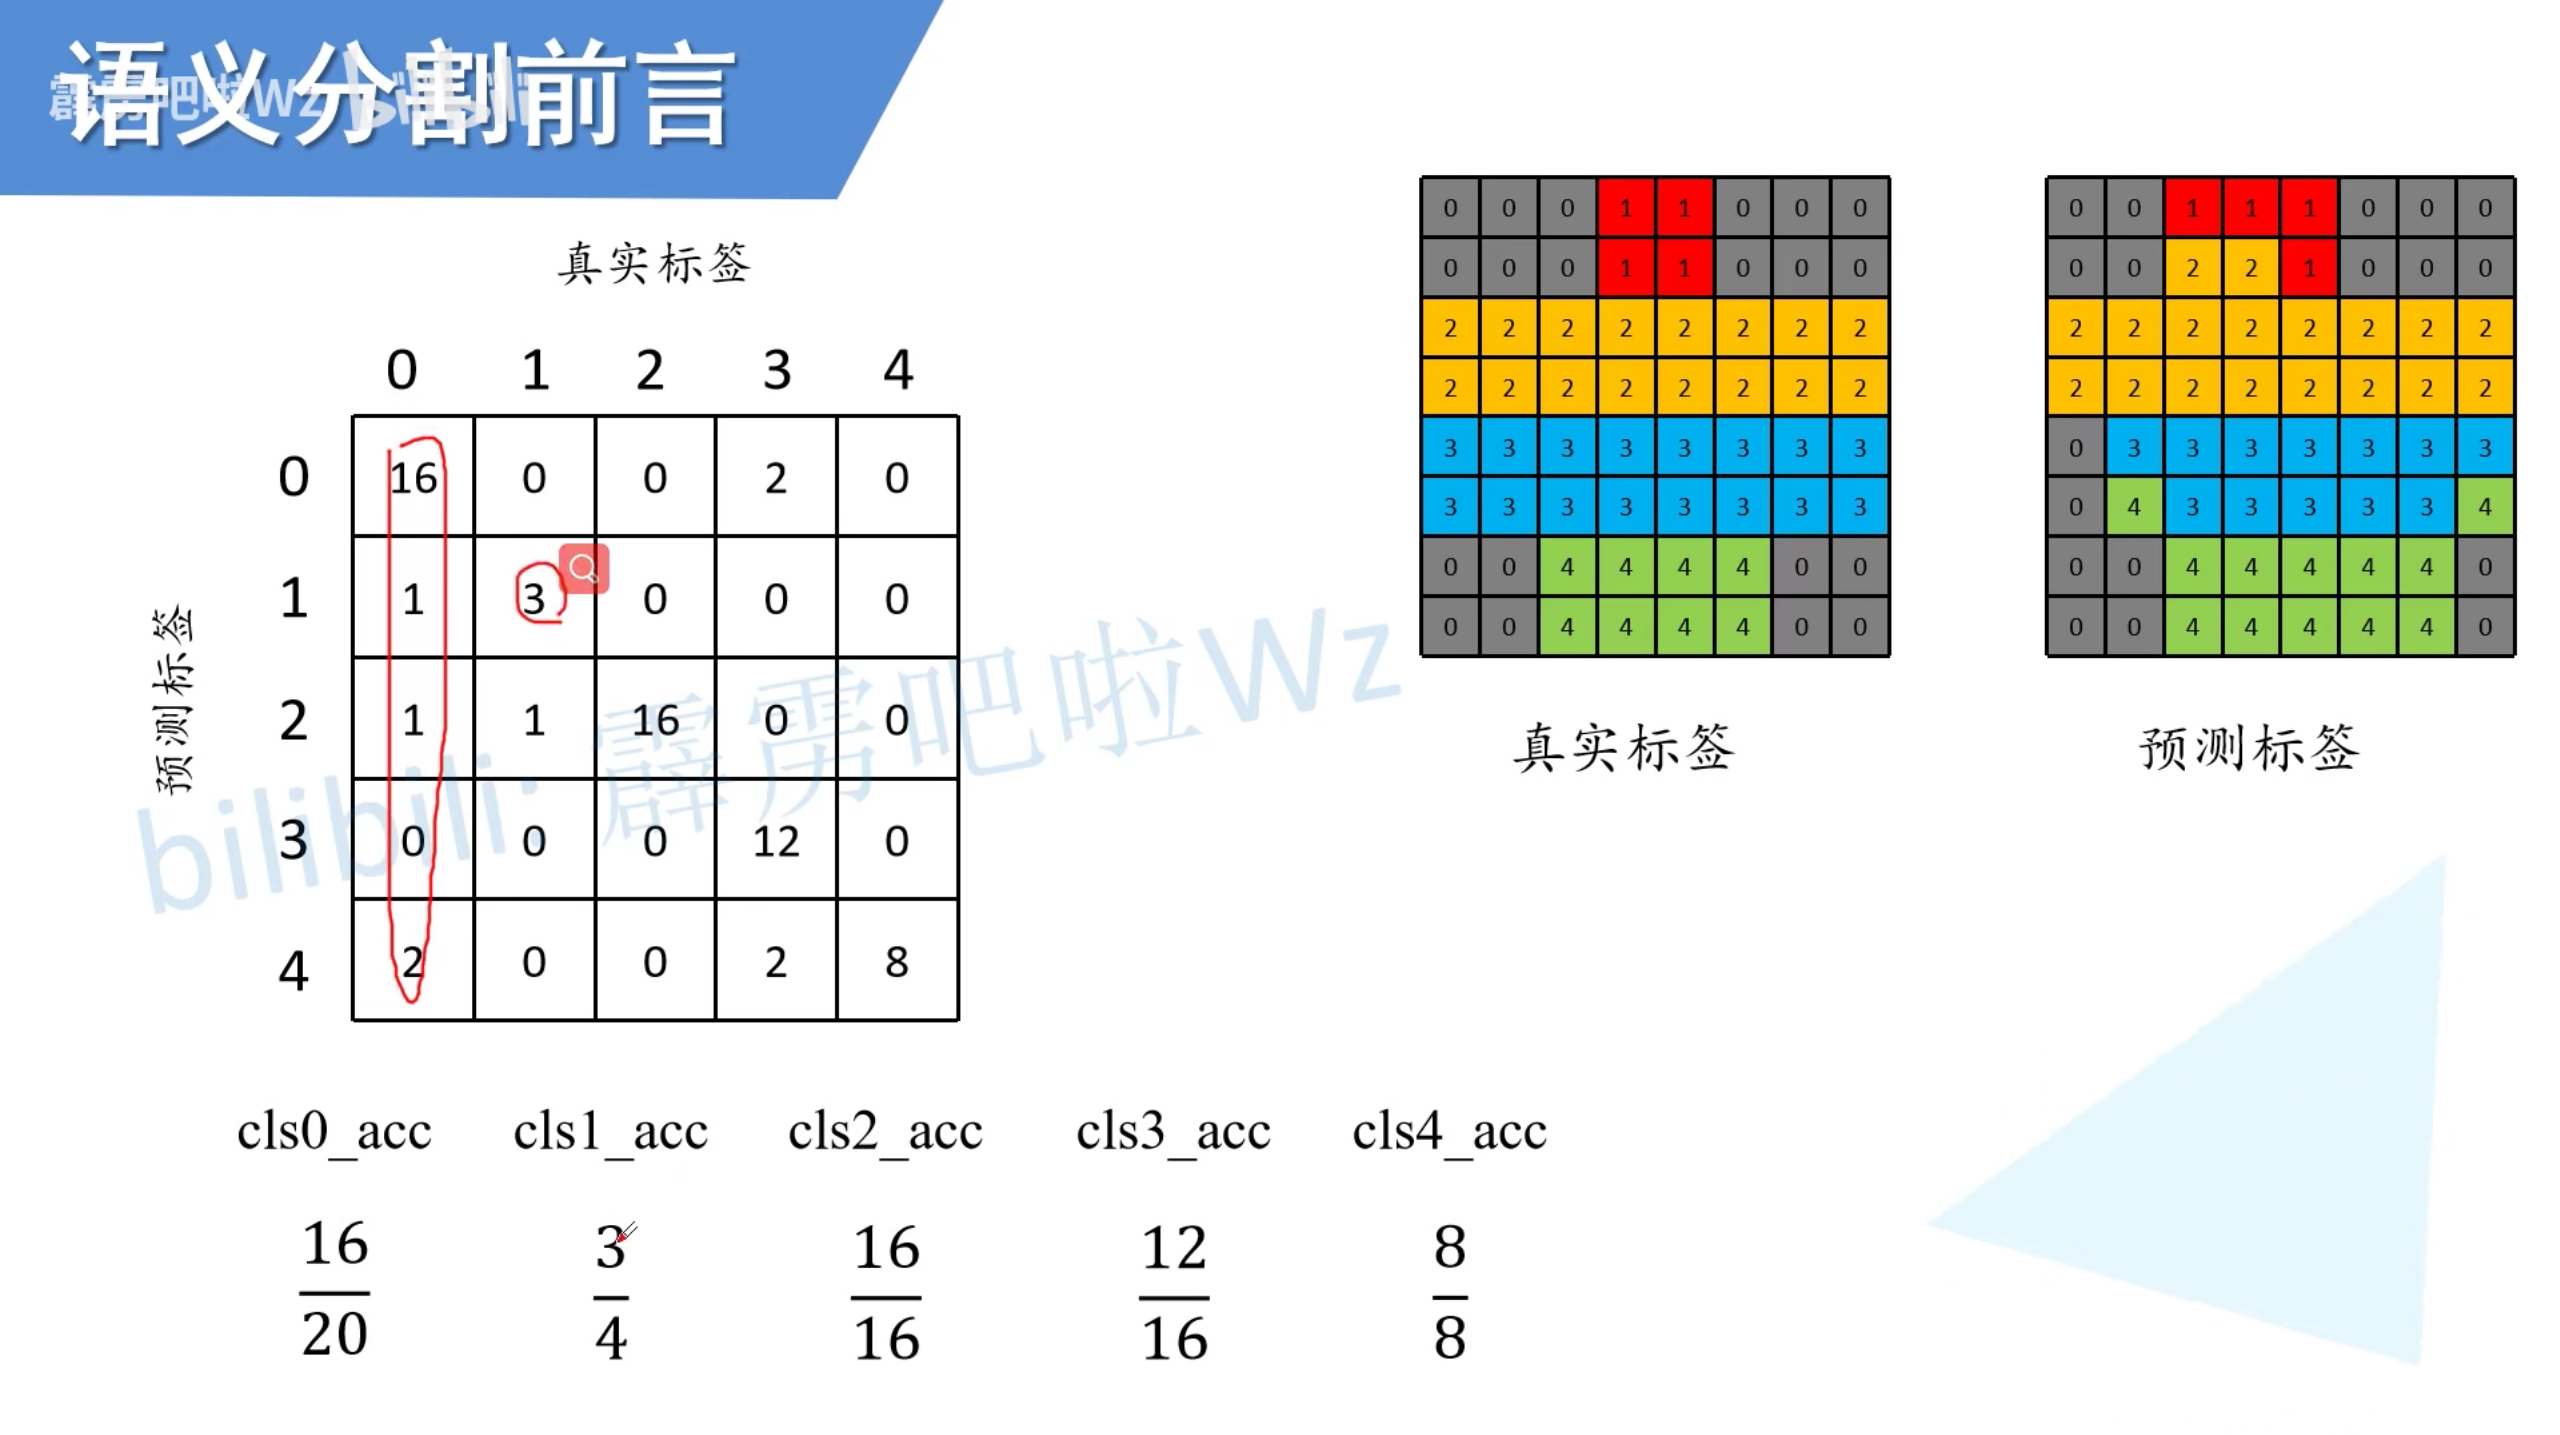 语义分割前言
霹雳吧啦Wz bilibili
真实标签
0 1 2 3 4
预测标签
0 16 0 0 2 0
1 1 3 0 0 0
2 1 1 16 0 0
3 0 0 0 12 0
4 2 0 0 2 8
bilibili: 霹雳吧啦Wz
0 0 0 1 1 0 0 0
0 0 0 1 1 0 0 0
2 2 2 2 2 2 2 2
2 2 2 2 2 2 2 2
3 3 3 3 3 3 3 3
3 3 3 3 3 3 3 3
0 0 4 4 4 4 0 0
0 0 4 4 4 4 0 0
真实标签
0 0 1 1 1 0 0 0
0 0 2 2 1 0 0 0
2 2 2 2 2 2 2 2
2 2 2 2 2 2 2 2
0 3 3 3 3 3 3 3
0 4 3 3 3 3 3 4
0 0 4 4 4 4 4 0
0 0 4 4 4 4 4 0
预测标签
cls0_acc cls1_acc cls2_acc cls3_acc cls4_acc
16 3 16 12 8
20 4 16 16 8